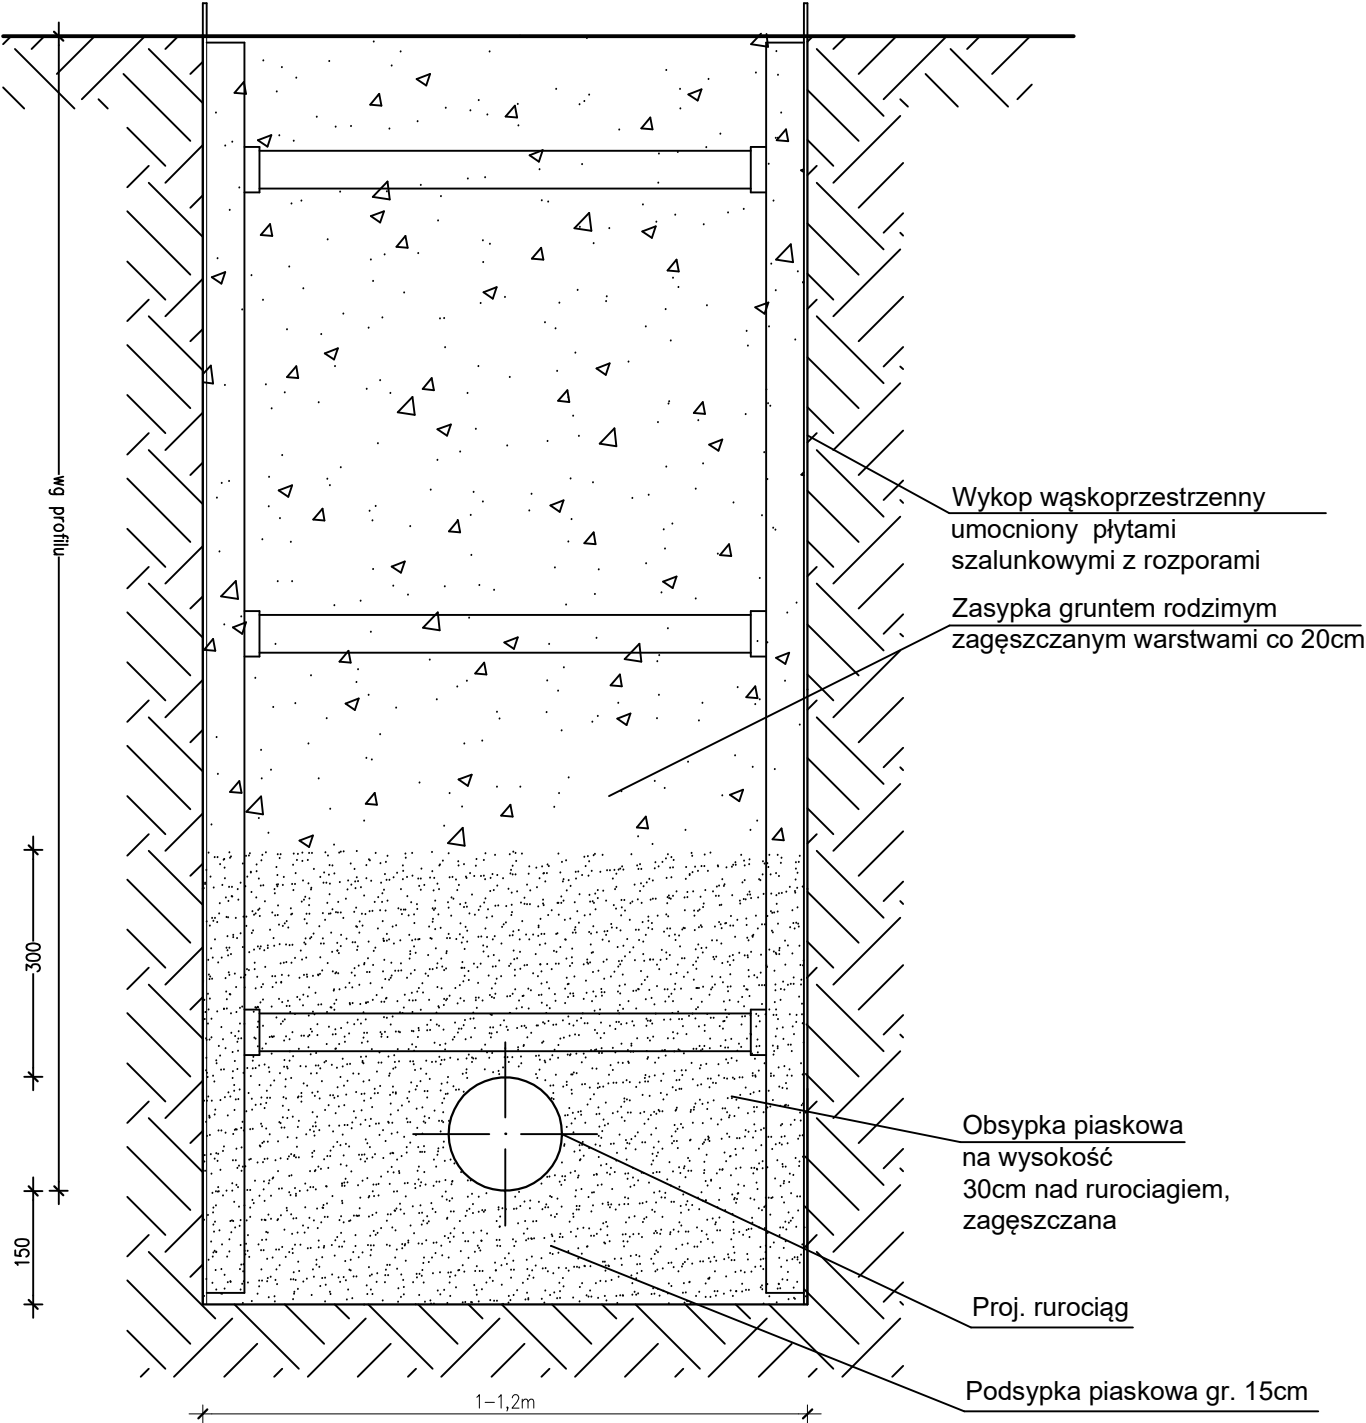 wg profilu
Wykop wąskoprzestrzenny
umocniony płytami
szalunkowymi z rozporami
Zasypka gruntem rodzimym
zagęszczanym warstwami co 20cm
300
Obsypka piaskowa
na wysokość
30cm nad rurociagiem,
zagęszczana
150
Proj. rurociąg
Podsypka piaskowa gr. 15cm
1-1,2m